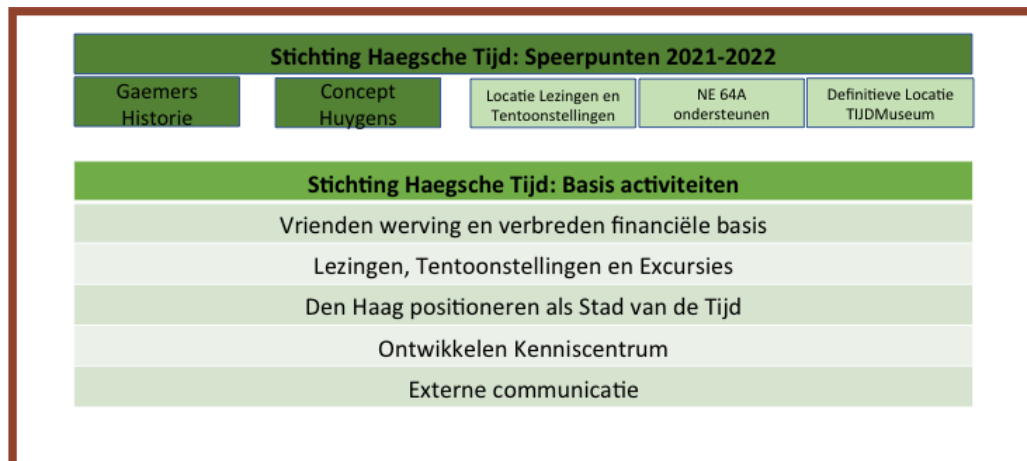 Stichting Haegsche Tijd: Speerpunten 2021-2022
Gaemers
Historie
Concept
Huygens
Locatie Lezingen en
Tentoonstellingen
NE 64A
ondersteunen
Definitieve Locatie
TIJDMuseum
Stichting Haegsche Tijd: Basis activiteiten
Vrienden werving en verbreden financiële basis
Lezingen, Tentoonstellingen en Excursies
Den Haag positioneren als Stad van de Tijd
Ontwikkelen Kenniscentrum
Externe communicatie